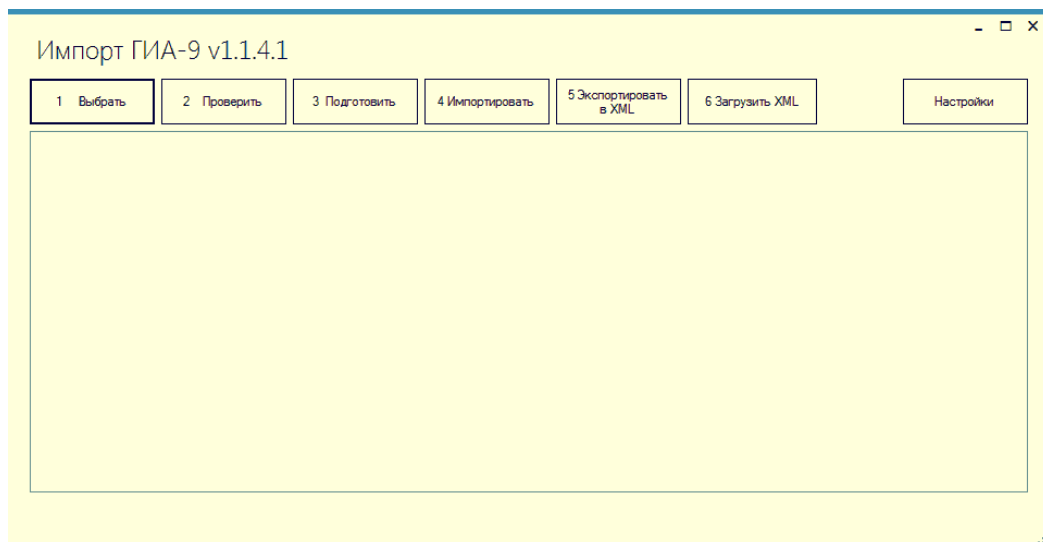 Импорт ГИА-9 v1.1.4.1
1 Выбрать
2 Проверить
3 Подготовить
4 Импортировать
5 Экспортировать
в XML
6 Загрузить XML
Настройки